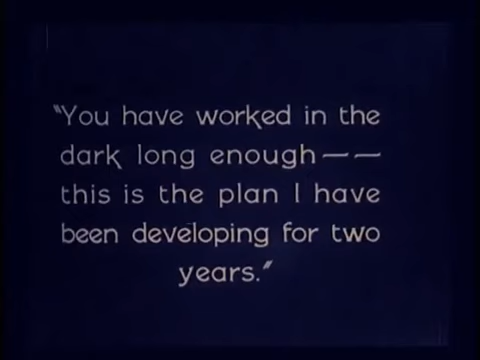 "You have worked in the
dark long enough——
this is the plan I have
been developing for two
years."